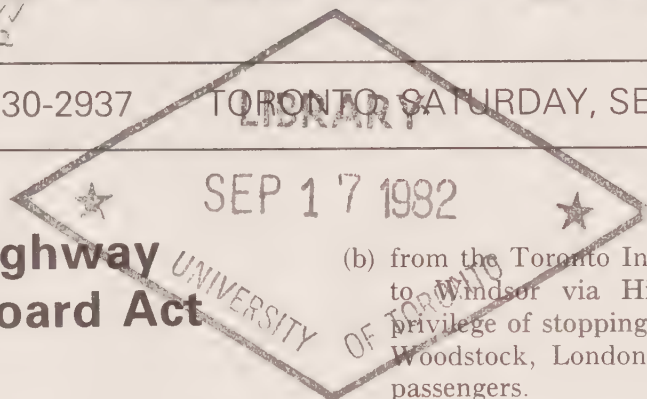 30-2937 TORONTO, SATURDAY, SE
LIBRARY
SEP 17 1982
UNIVERSITY OF TORONTO
ghway
oard Act
(b) from the Toronto In
to Windsor via Hi
privilege of stopping
Woodstock, London
passengers.